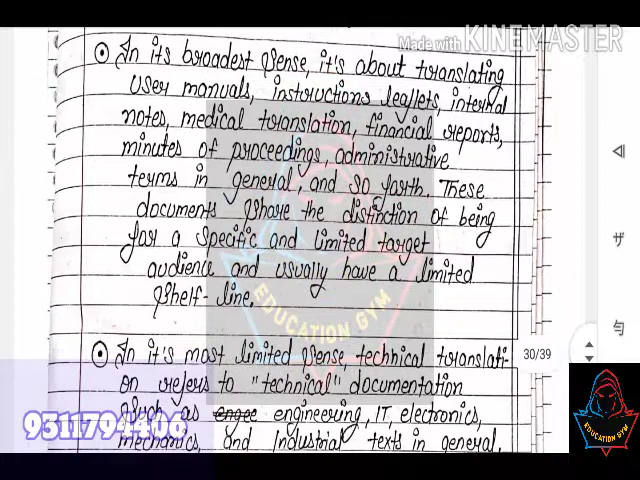 Made with KINEMASTER
In its broadest sense, it's about translating
user manuals, instructions leaflets, internal
notes, medical translation, financial reports,
minutes of proceedings, administrative
terms in general, and so farth. These
documents share the distinction of being
for a specific and limited target
audience and usually have a limited
shelf-line.
EDUCATION GYM
In it's most limited sense, technical translati-
30/39
on refers to "technical" documentation
such as engee engineering, IT, electronics,
9311794406
EDUCATION GYM
mechanics, and industrial texts in general.